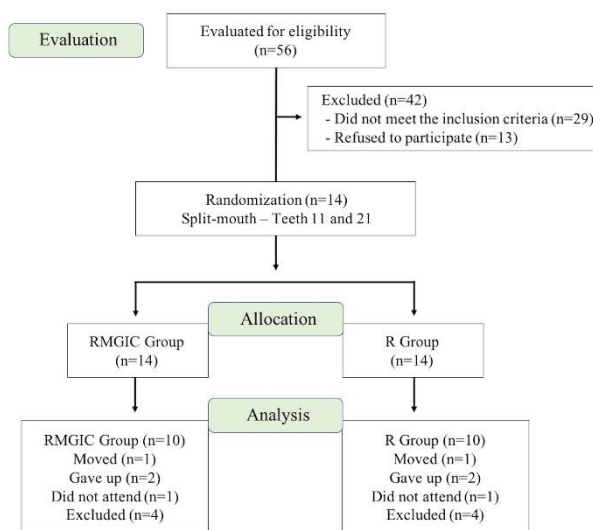 Evaluation
Evaluated for eligibility
(n=56)
Excluded (n=42)
- Did not meet the inclusion criteria (n=29)
- Refused to participate (n=13)
Randomization (n=14)
Split-mouth – Teeth 11 and 21
Allocation
RMGIC Group
(n=14)
R Group
(n=14)
Analysis
RMGIC Group (n=10)
Moved (n=1)
Gave up (n=2)
Did not attend (n=1)
Excluded (n=4)
R Group (n=10)
Moved (n=1)
Gave up (n=2)
Did not attend (n=1)
Excluded (n=4)